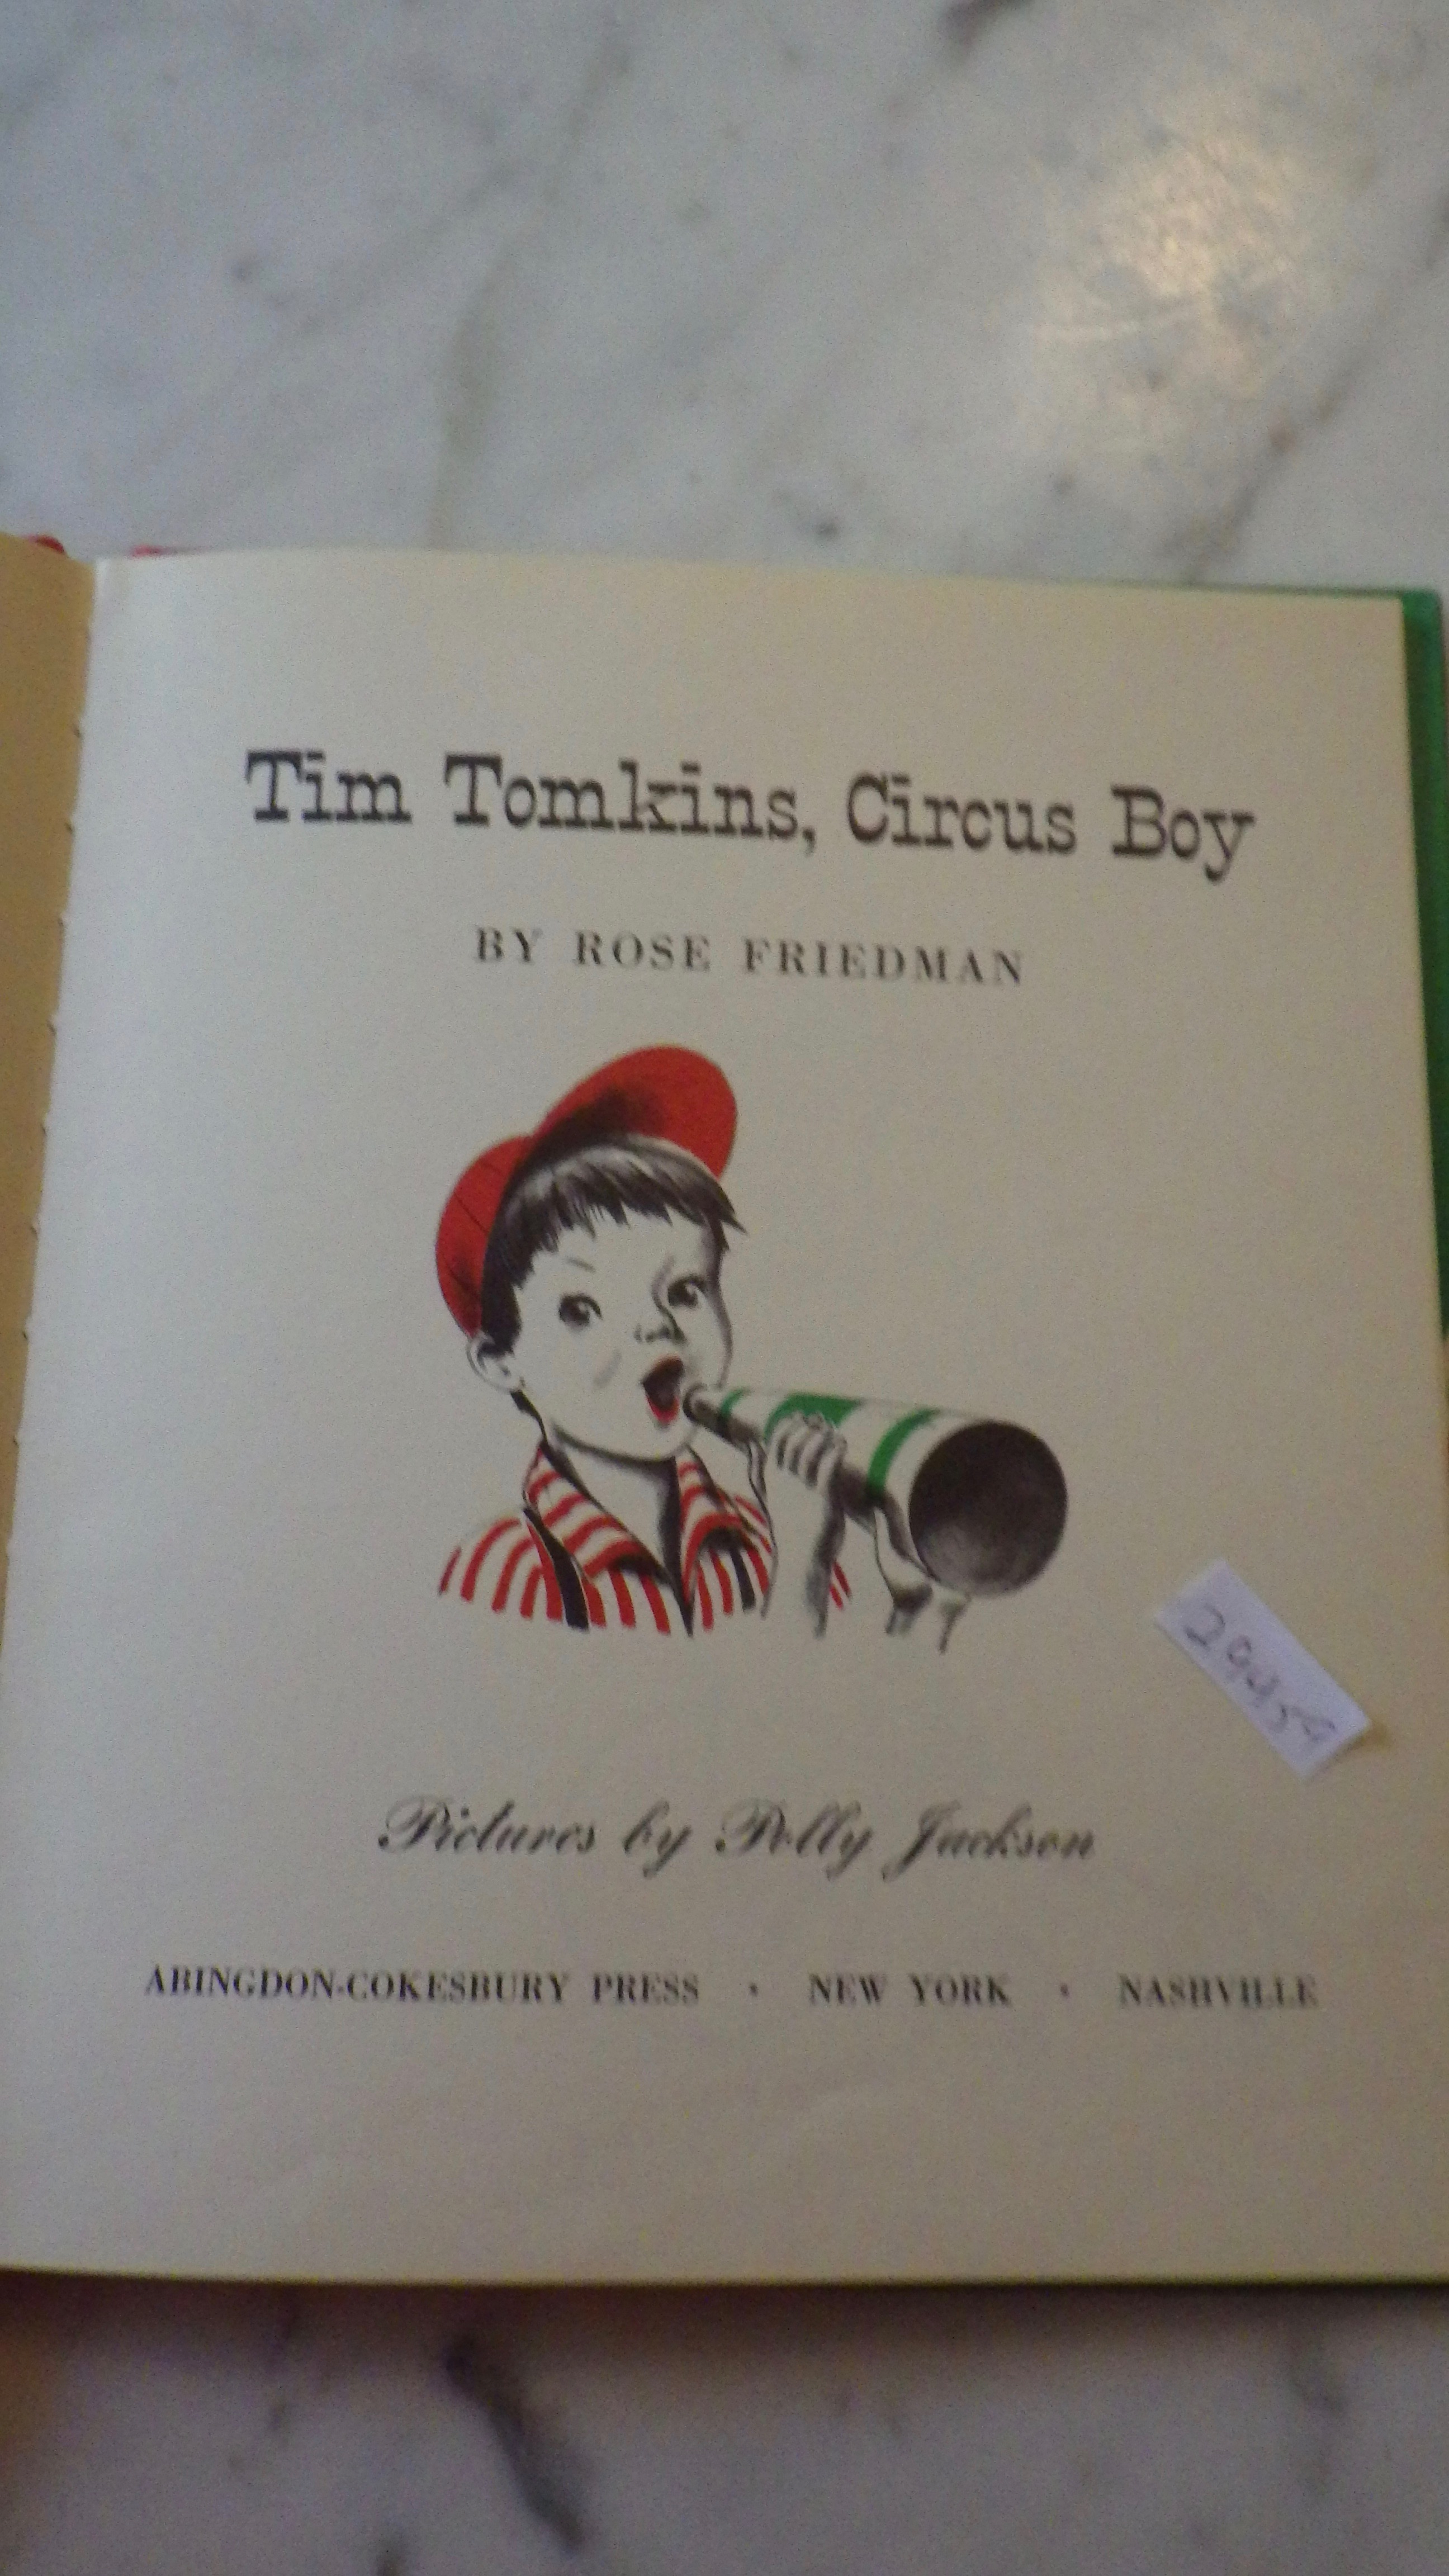 Tim Tomkins, Circus Boy
BY ROSE FRIEDMAN
Pictures by Polly Jackson
ABINGDON-COKESBURY PRESS • NEW YORK • NASHVILLE